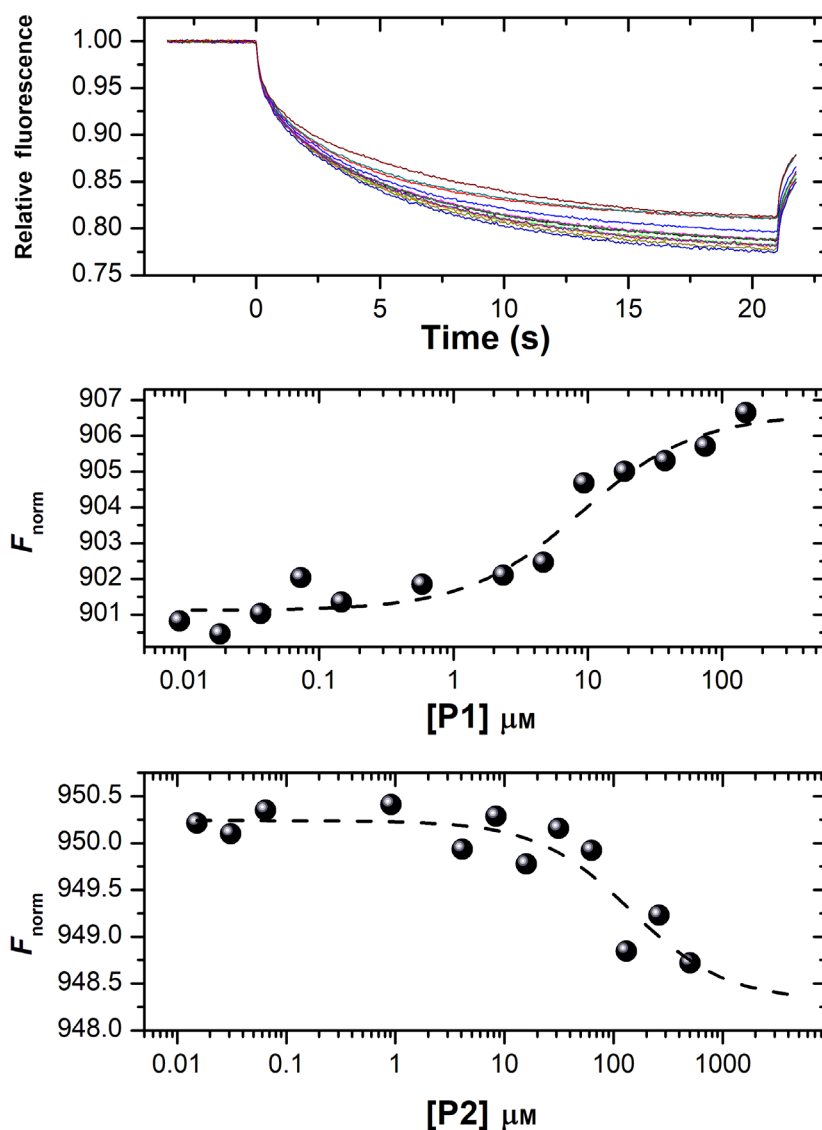 Relative fluorescence
1.00
0.95
0.90
0.85
0.80
0.75
0 5 10 15 20
Time (s)
F norm
907
906
905
904
903
902
901
0.01 0.1 1 10 100
[P1] μM
F norm
950.5
950.0
949.5
949.0
948.5
948.0
0.01 0.1 1 10 100 1000
[P2] μM